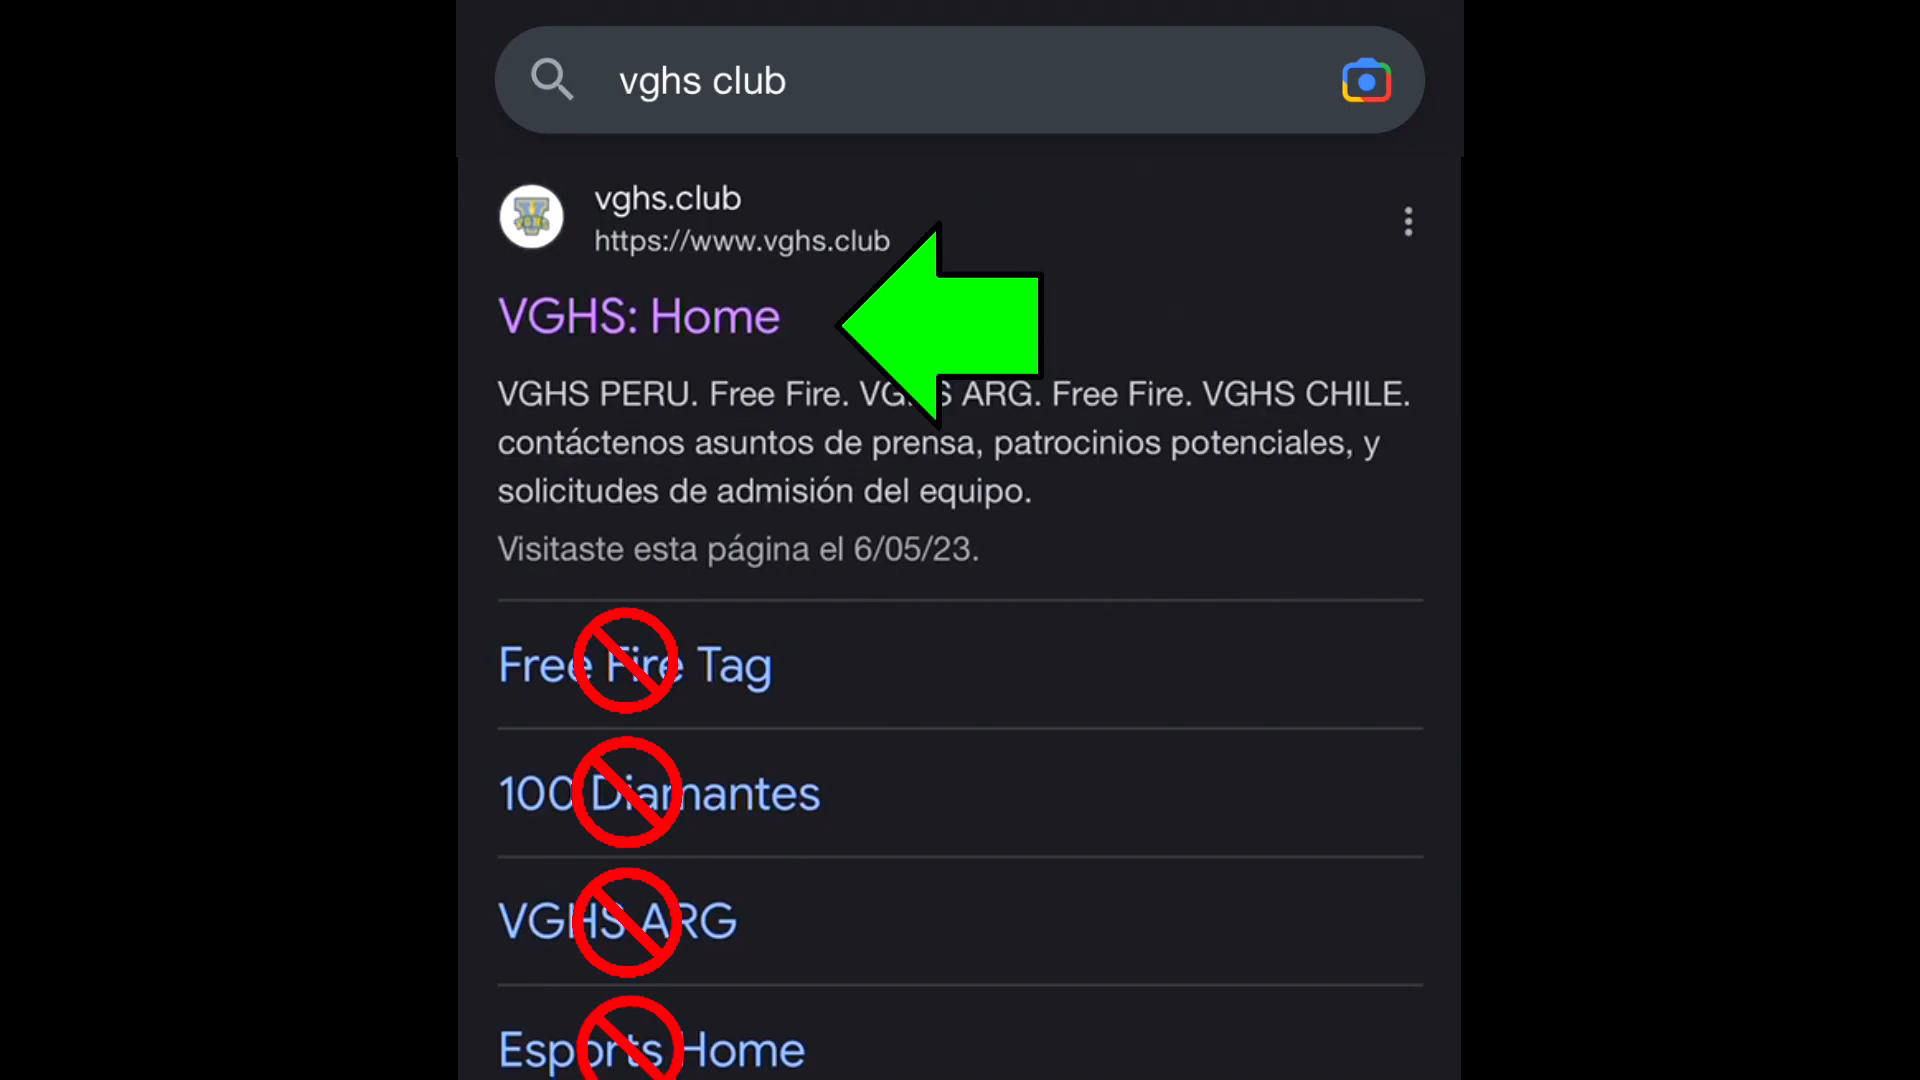 vghs club
vghs.club
https://www.vghs.club
VGHS: Home
VGHS PERU. Free Fire. VGHS ARG. Free Fire. VGHS CHILE.
contáctenos asuntos de prensa, patrocinios potenciales, y
solicitudes de admisión del equipo.
Visitaste esta página el 6/05/23.
Free Fire Tag
100 Diamantes
VGHS ARG
Esports Home